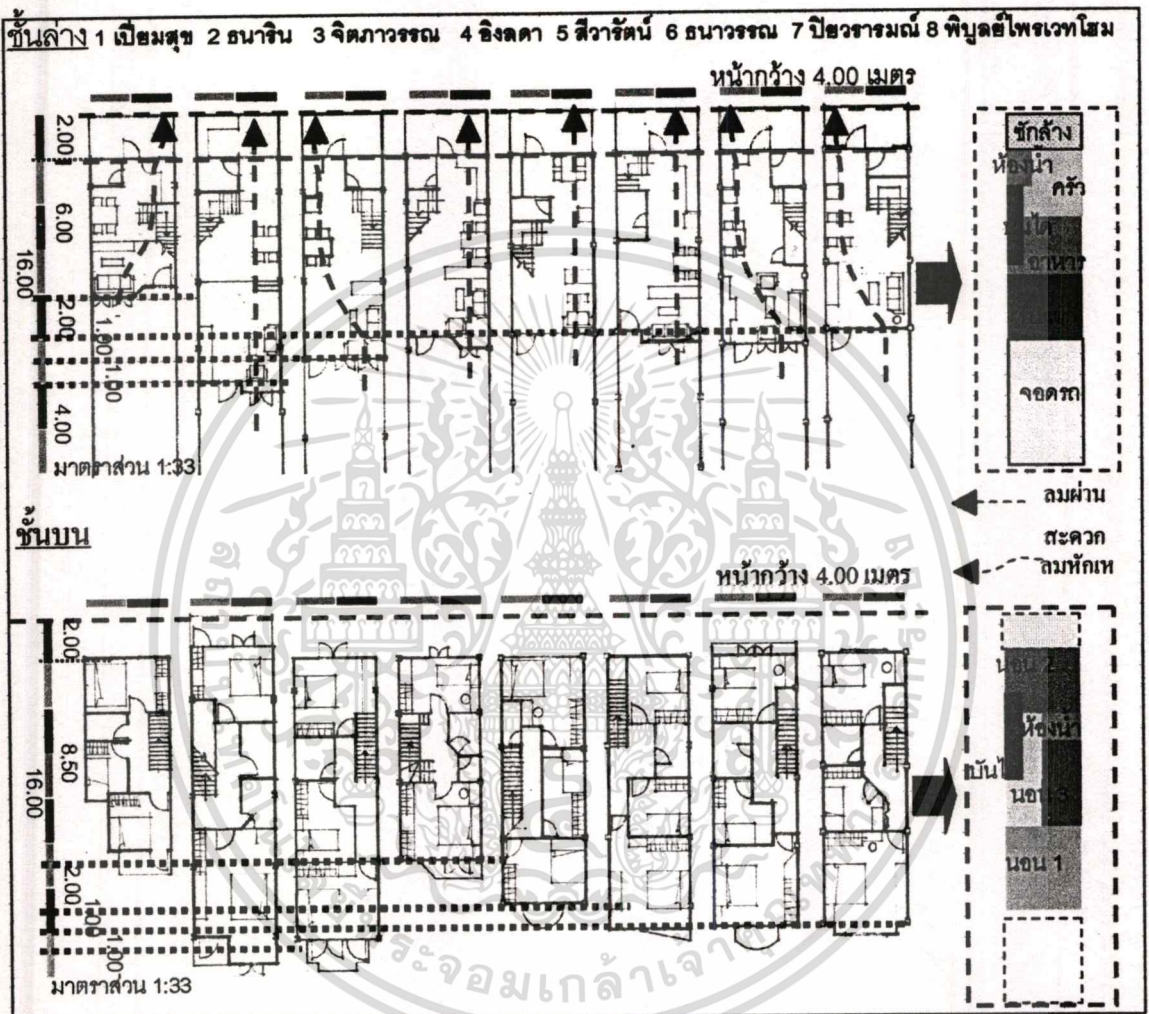 ชั้นล่าง 1 เปี่ยมสุข 2 ธนาริน 3 จิตภาวรรณ 4 อิงลดา 5 สีวารัตน์ 6 ธนาวรรณ 7 ปิยวรารมณ์ 8 พิบูลย์ไพรเวทโฮม
หน้ากว้าง 4.00 เมตร
2.00
6.00
16.00
2.00
1.00
1.00
4.00
มาตราส่วน 1:33
ซักล้าง
ห้องน้ำ
ครัว
บันได
อาหาร
จอดรถ
ลมผ่าน
สะดวก
ลมหักเห
ชั้นบน
หน้ากว้าง 4.00 เมตร
2.00
8.50
16.00
2.00
1.00
1.00
มาตราส่วน 1:33
นอน 2
ห้องน้ำ
บันได
นอน 3
นอน 1